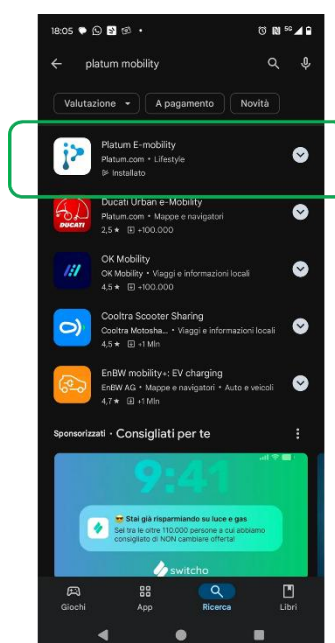 18:05
5G
platum mobility
Valutazione
A pagamento
Novità
Platum E-mobility
Platum.com • Lifestyle
Installato
Ducati Urban e-Mobility
Platum.com • Mappe e navigatori
2,5 ★ +100.000
DUCATI
OK Mobility
OK Mobility • Viaggi e informazioni locali
4,5 ★ +100.000
Cooltra Scooter Sharing
Cooltra Motosha... • Viaggi e informazioni locali
4,5 ★ +1 Mln
EnBW mobility+: EV charging
EnBW AG • Mappe e navigatori • Auto e veicoli
4,7 ★ +1 Mln
Sponsorizzati • Consigliati per te
9:41
Stai già risparmiando su luce e gas
Sei tra le oltre 110.000 persone a cui abbiamo
consigliato di NON cambiare offerta!
switcho
Giochi
App
Ricerca
Libri